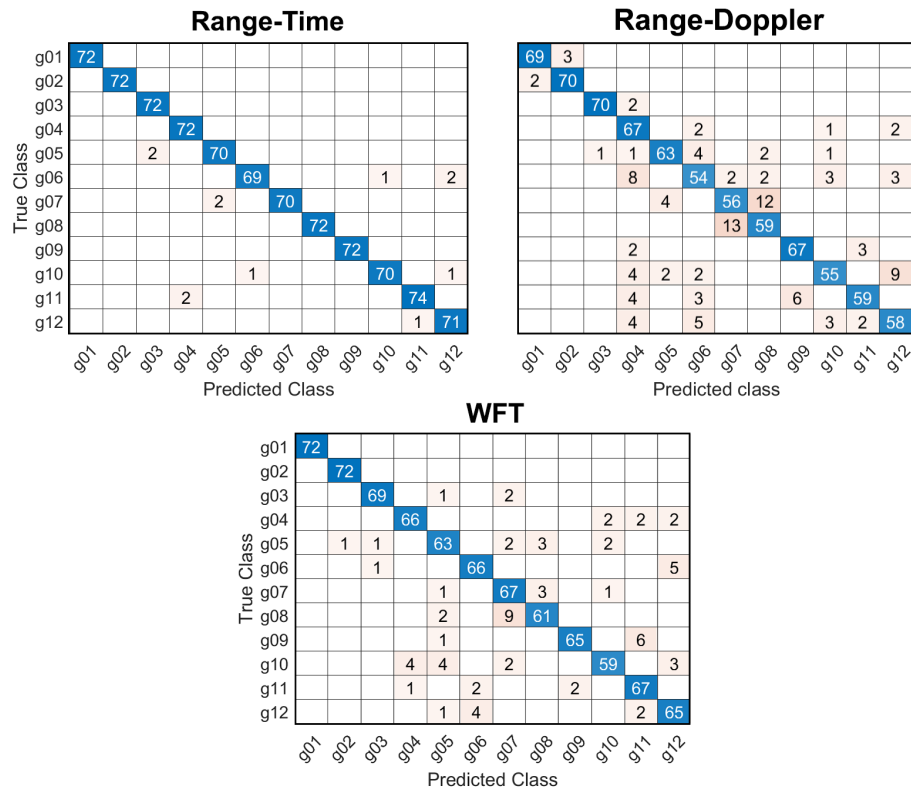 Range-Time
g01 72
g02 72
g03 72
g04 72
g05 2 70
g06 69 1 2
g07 2 70
g08 72
g09 72
g10 1 70 1
g11 2 74
g12 1 71
True Class
g01 g02 g03 g04 g05 g06 g07 g08 g09 g10 g11 g12
Predicted Class
Range-Doppler
69 3
2 70
70 2
67 2 1 2
1 1 63 4 2 1
8 54 2 2 3 3
4 56 12
13 59
2 67 3
4 2 2 55 9
4 3 6 59
4 5 3 2 58
g01 g02 g03 g04 g05 g06 g07 g08 g09 g10 g11 g12
Predicted class
WFT
g01 72
g02 72
g03 69 1 2
g04 66 2 2 2
g05 1 1 63 2 3 2
g06 1 66 5
g07 1 67 3 1
g08 2 9 61
g09 1 65 6
g10 4 4 2 59 3
g11 1 2 2 67
g12 1 4 2 65
True Class
g01 g02 g03 g04 g05 g06 g07 g08 g09 g10 g11 g12
Predicted Class